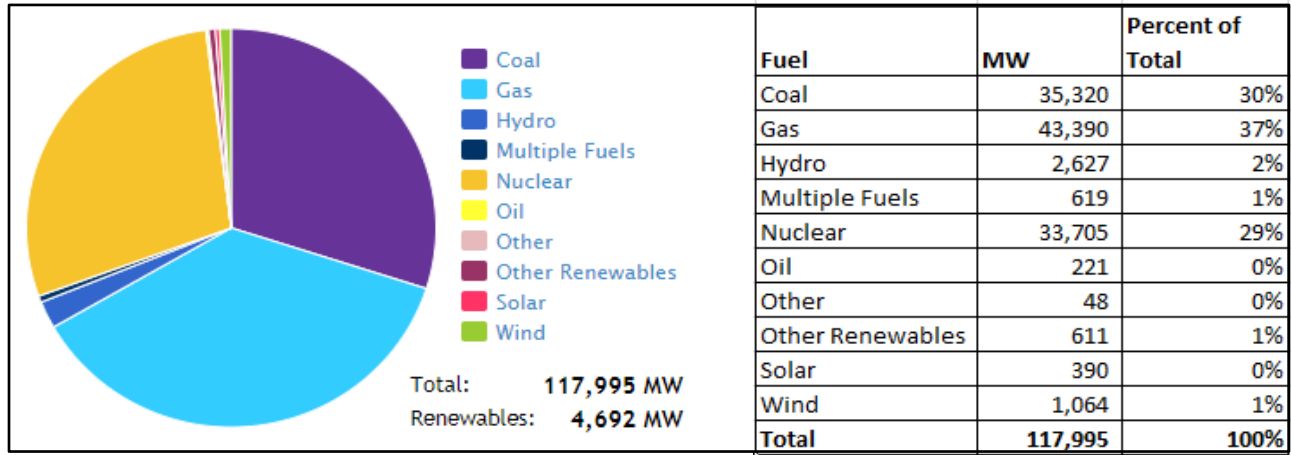 Coal
Gas
Hydro
Multiple Fuels
Nuclear
Oil
Other
Other Renewables
Solar
Wind
Total: 117,995 MW
Renewables: 4,692 MW
Fuel MW Percent of Total
Coal 35,320 30%
Gas 43,390 37%
Hydro 2,627 2%
Multiple Fuels 619 1%
Nuclear 33,705 29%
Oil 221 0%
Other 48 0%
Other Renewables 611 1%
Solar 390 0%
Wind 1,064 1%
Total 117,995 100%